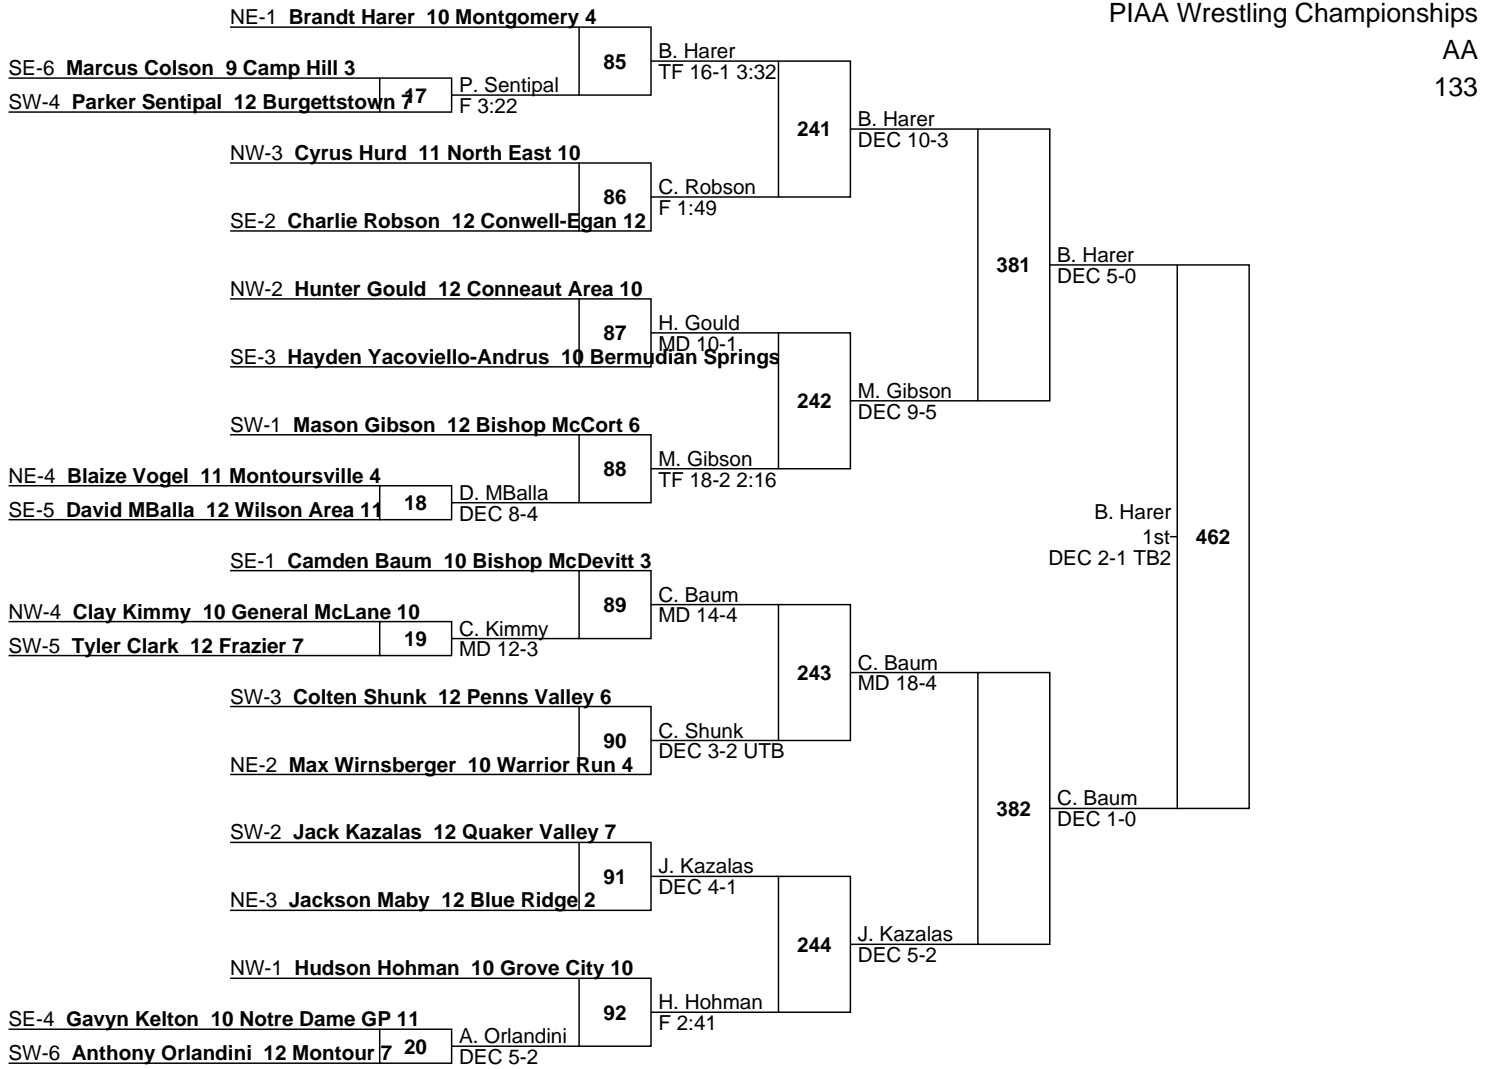 PIAA Wrestling Championships
AA
133
NE-1 Brandt Harer 10 Montgomery 4
SE-6 Marcus Colson 9 Camp Hill 3
SW-4 Parker Sentipal 12 Burgettstown 7
17
P. Sentipal
F 3:22
85
B. Harer
TF 16-1 3:32
NW-3 Cyrus Hurd 11 North East 10
SE-2 Charlie Robson 12 Conwell-Egan 12
86
C. Robson
F 1:49
241
B. Harer
DEC 10-3
NW-2 Hunter Gould 12 Conneaut Area 10
SE-3 Hayden Yacoviello-Andrus 10 Bermudian Springs
87
H. Gould
MD 10-1
SW-1 Mason Gibson 12 Bishop McCort 6
NE-4 Blaize Vogel 11 Montoursville 4
SE-5 David MBalla 12 Wilson Area 11
18
D. MBalla
DEC 8-4
88
M. Gibson
TF 18-2 2:16
242
M. Gibson
DEC 9-5
381
B. Harer
DEC 5-0
SE-1 Camden Baum 10 Bishop McDevitt 3
NW-4 Clay Kimmy 10 General McLane 10
SW-5 Tyler Clark 12 Frazier 7
19
C. Kimmy
MD 12-3
89
C. Baum
MD 14-4
SW-3 Colten Shunk 12 Penns Valley 6
NE-2 Max Wirnsberger 10 Warrior Run 4
90
C. Shunk
DEC 3-2 UTB
243
C. Baum
MD 18-4
SW-2 Jack Kazalas 12 Quaker Valley 7
NE-3 Jackson Maby 12 Blue Ridge 2
91
J. Kazalas
DEC 4-1
NW-1 Hudson Hohman 10 Grove City 10
SE-4 Gavyn Kelton 10 Notre Dame GP 11
SW-6 Anthony Orlandini 12 Montour 7
20
A. Orlandini
DEC 5-2
92
H. Hohman
F 2:41
244
J. Kazalas
DEC 5-2
382
C. Baum
DEC 1-0
B. Harer
1st
DEC 2-1 TB2
462